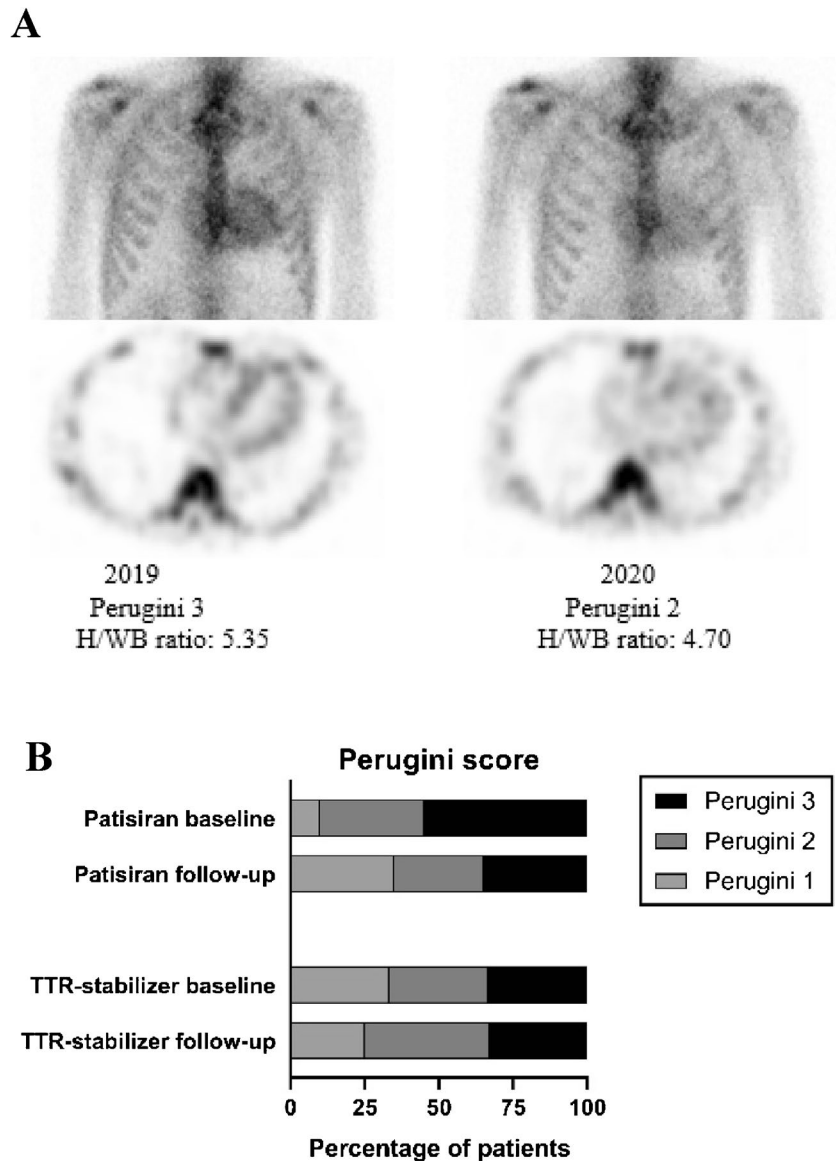 A
2019
Perugini 3
H/WB ratio: 5.35
2020
Perugini 2
H/WB ratio: 4.70
B
Perugini score
Patisiran baseline
Patisiran follow-up
TTR-stabilizer baseline
TTR-stabilizer follow-up
0 25 50 75 100
Percentage of patients
Perugini 3
Perugini 2
Perugini 1